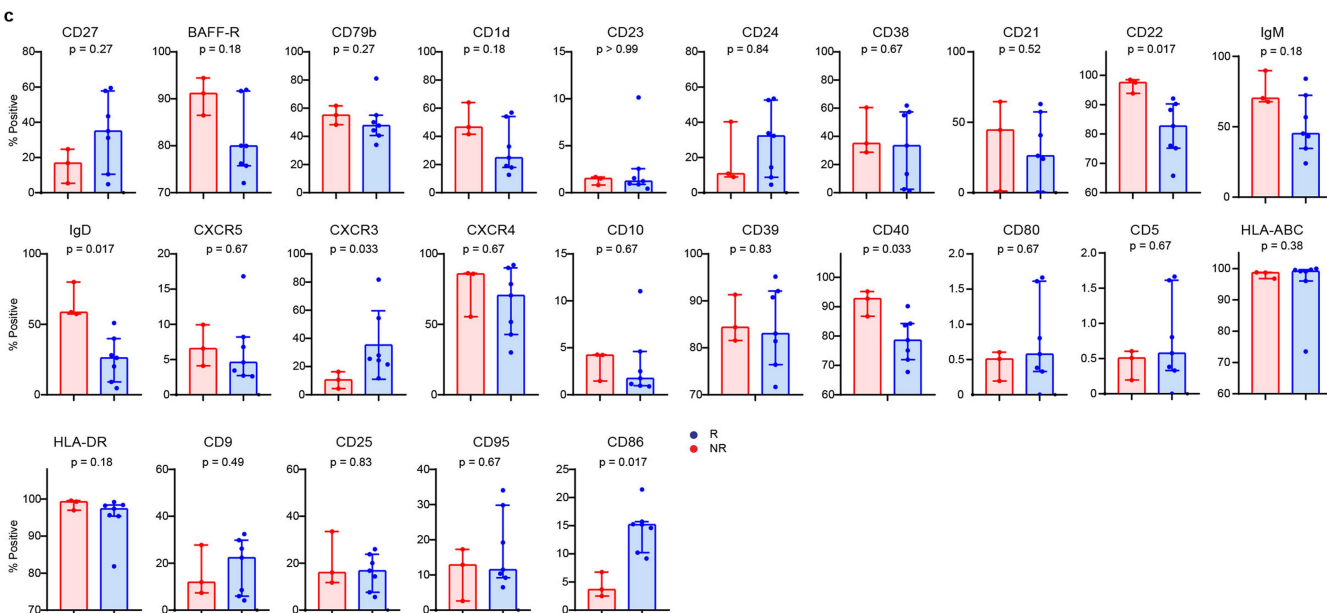 c
CD27
p = 0.27
% Positive
80
60
40
20
0
BAFF-R
p = 0.18
100
90
80
70
CD79b
p = 0.27
100
80
60
40
20
0
CD1d
p = 0.18
100
80
60
40
20
0
CD23
p > 0.99
15
10
5
0
CD24
p = 0.84
80
60
40
20
0
CD38
p = 0.67
100
80
60
40
20
0
CD21
p = 0.52
100
50
0
CD22
p = 0.017
100
90
80
70
60
IgM
p = 0.18
100
50
0
IgD
p = 0.017
% Positive
100
50
0
CXCR5
p = 0.67
20
15
10
5
0
CXCR3
p = 0.033
100
80
60
40
20
0
CXCR4
p = 0.67
100
50
0
CD10
p = 0.67
15
10
5
0
CD39
p = 0.83
100
90
80
70
CD40
p = 0.033
100
90
80
70
60
CD80
p = 0.67
2.0
1.5
1.0
0.5
0
CD5
p = 0.67
2.0
1.5
1.0
0.5
0
HLA-ABC
p = 0.38
100
90
80
70
60
HLA-DR
p = 0.18
% Positive
100
90
80
70
CD9
p = 0.49
60
40
20
0
CD25
p = 0.83
60
40
20
0
CD95
p = 0.67
40
30
20
10
0
CD86
p = 0.017
25
20
15
10
5
0
R
NR